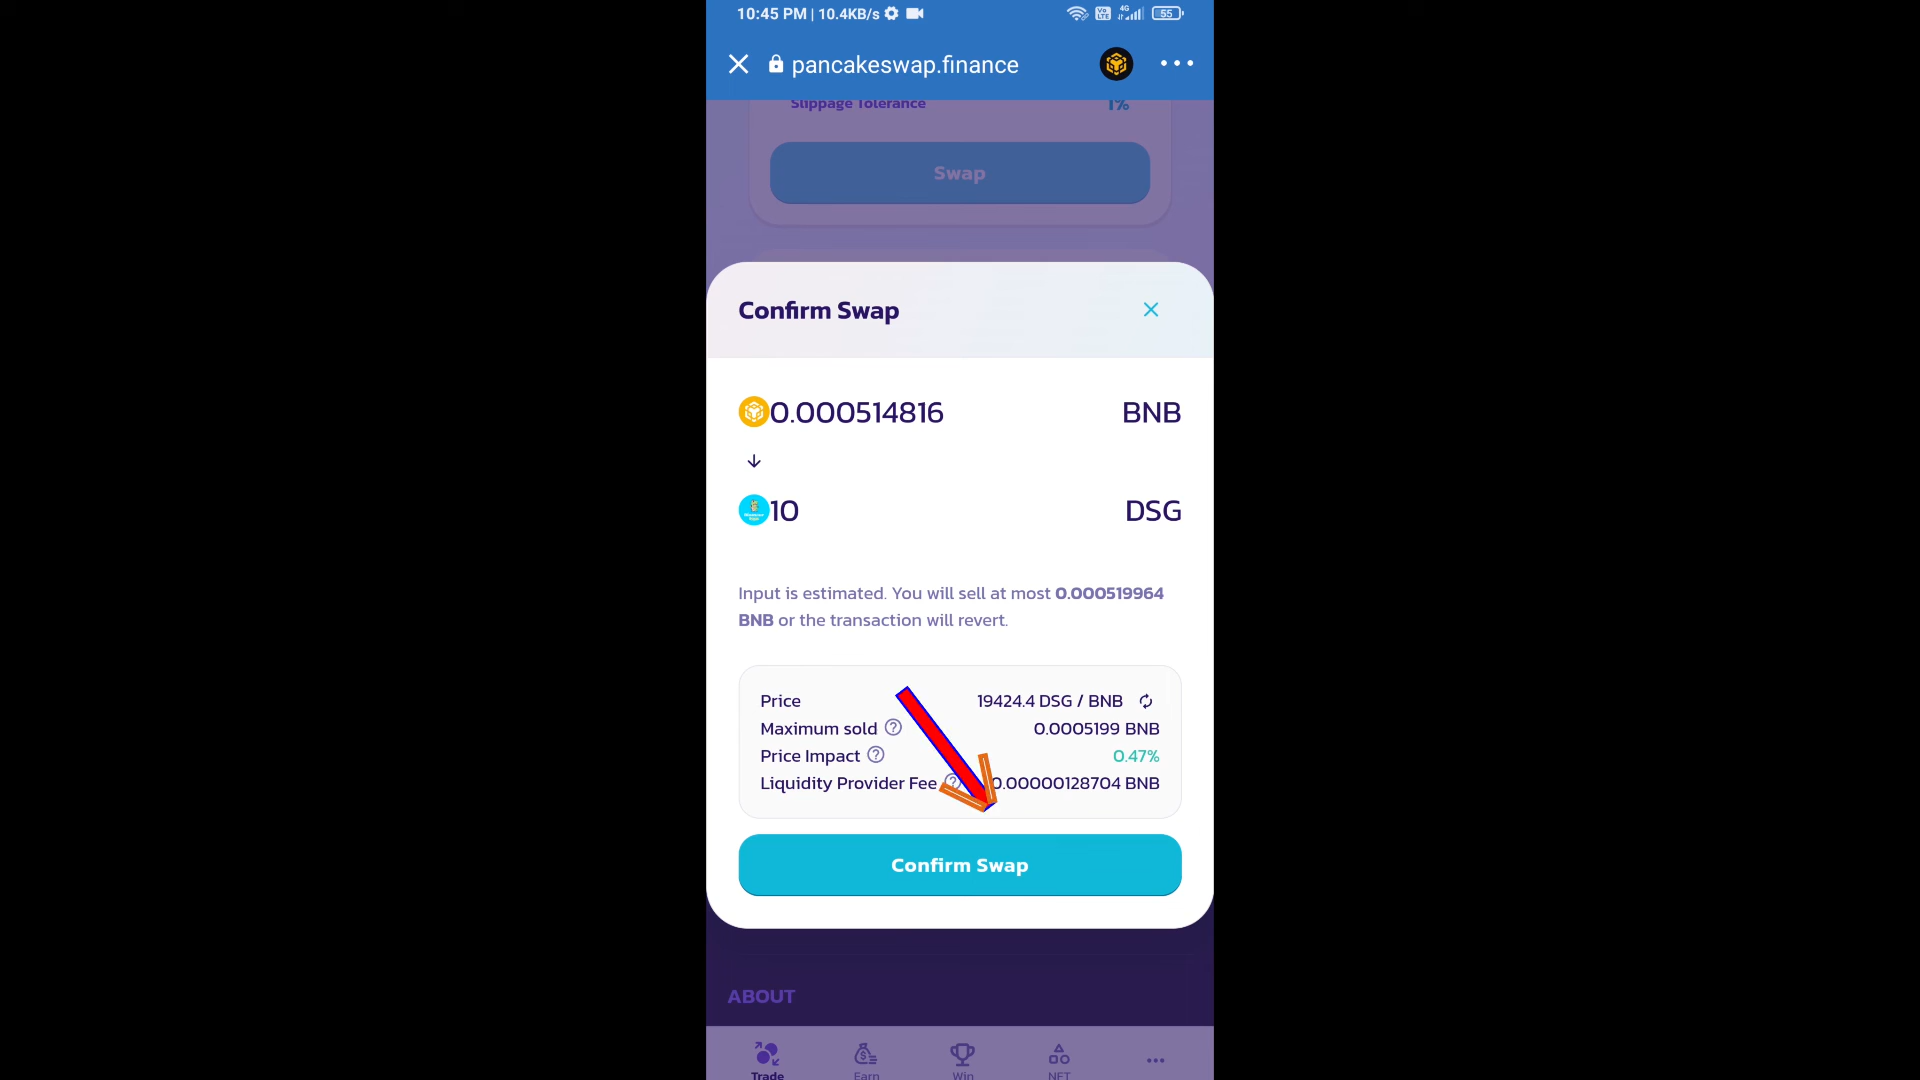 10:45 PM | 10.4KB/s 4G 55
pancakeswap.finance
Slippage Tolerance 1%
Swap
Confirm Swap
0.000514816 BNB
10 DSG
Input is estimated. You will sell at most 0.000519964
BNB or the transaction will revert.
Price 19424.4 DSG / BNB
Maximum sold 0.0005199 BNB
Price Impact 0.47%
Liquidity Provider Fee 0.00000128704 BNB
Confirm Swap
ABOUT
Trade Earn Win NFT